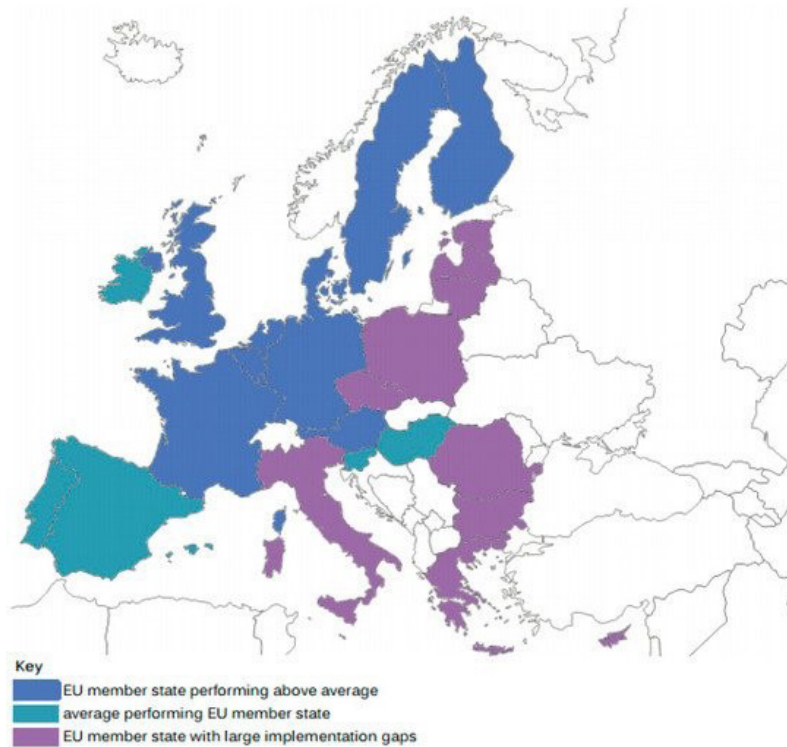 Key
EU member state performing above average
average performing EU member state
EU member state with large implementation gaps